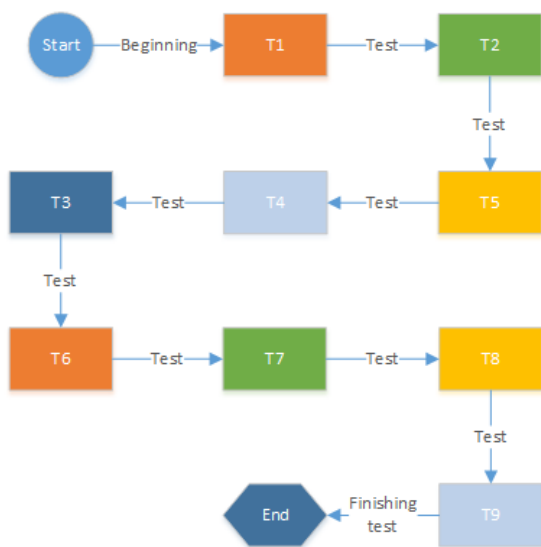 Start
Beginning
T1
Test
T2
Test
T3
Test
T4
Test
T5
Test
T6
Test
T7
Test
T8
Test
End
Finishing
test
T9